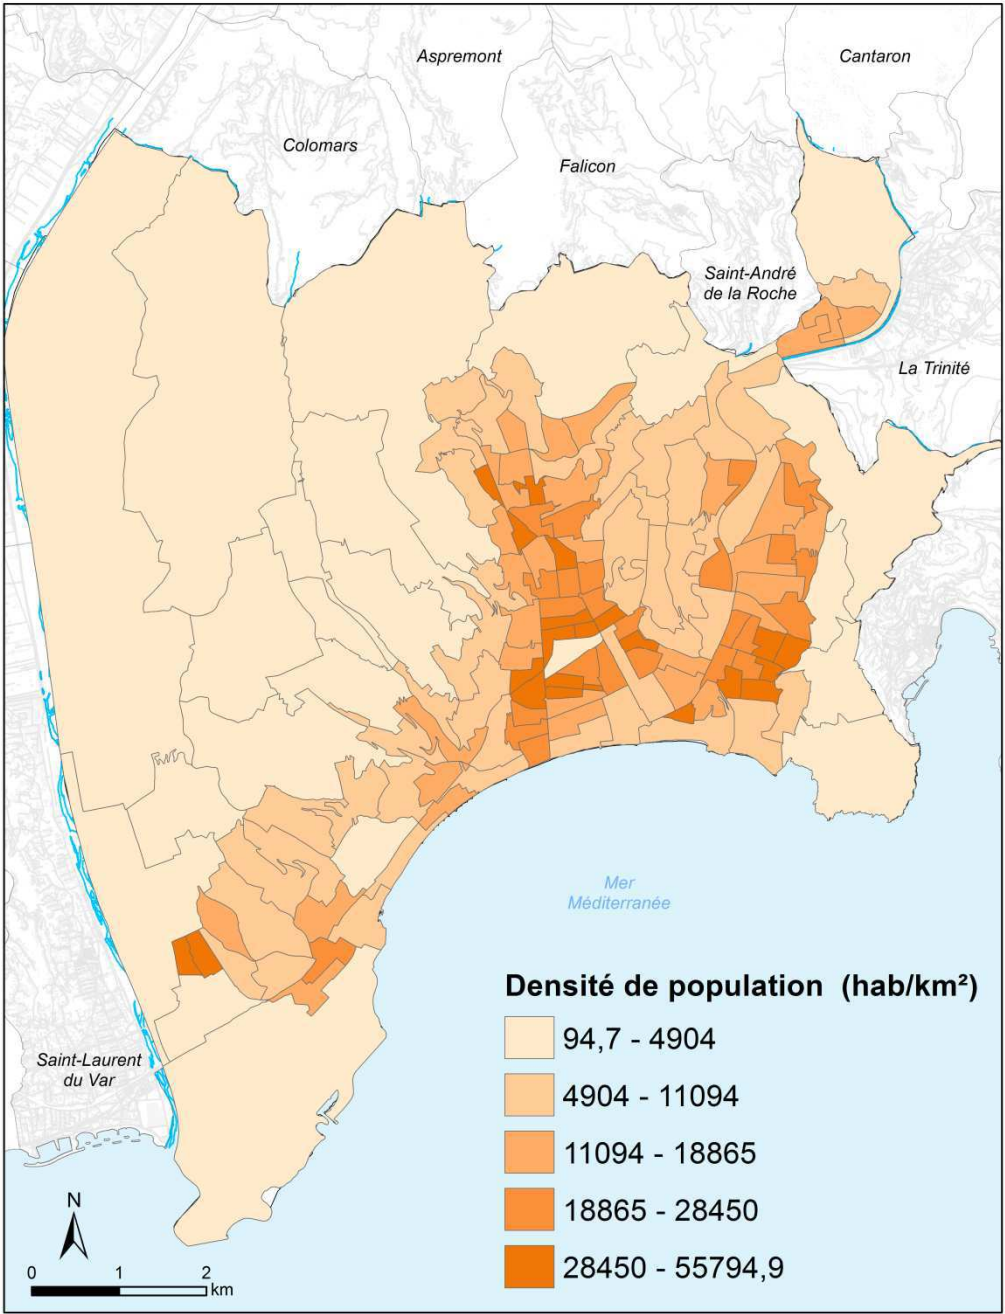 Aspremont
Cantaron
Colomars
Falicon
Saint-André
de la Roche
La Trinité
Mer
Méditerranée
Densité de population (hab/km²)
94,7 - 4904
4904 - 11094
11094 - 18865
18865 - 28450
28450 - 55794,9
Saint-Laurent
du Var
N
0 1 2
km